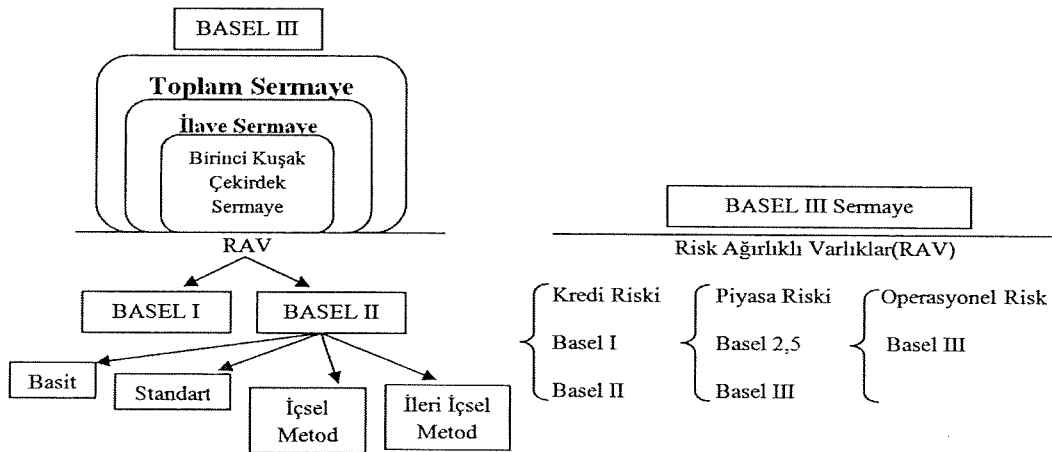 BASEL III
Toplam Sermaye
İlave Sermaye
Birinci Kuşak
Çekirdek
Sermaye
RAV
BASEL I
BASEL II
Basit
Standart
İçsel
Metod
İleri İçsel
Metod
BASEL III Sermaye
Risk Ağırlıklı Varlıklar(RAV)
Kredi Riski
Basel I
Basel II
Piyasa Riski
Basel 2,5
Basel III
Operasyonel Risk
Basel III